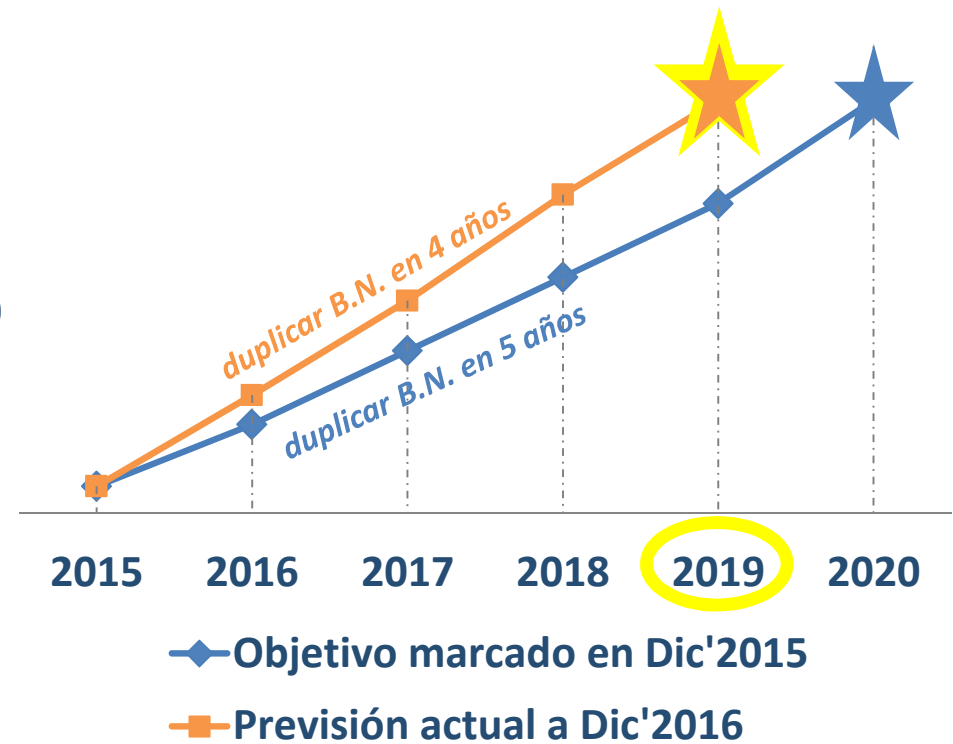 duplicar B.N. en 4 años
duplicar B.N. en 5 años
2015 2016 2017 2018 2019 2020
Objetivo marcado en Dic'2015
Previsión actual a Dic'2016